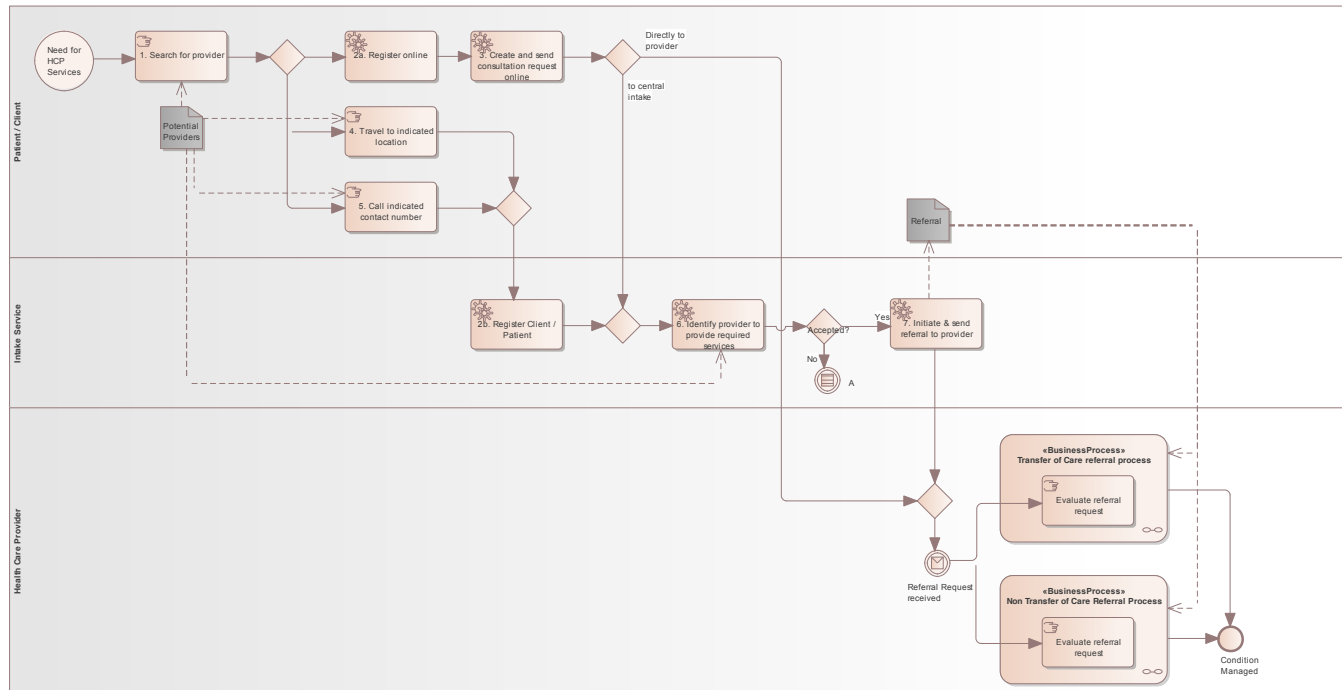 Patient / Client
Need for
HCP
Services
1. Search for provider
2a. Register online
3. Create and send
consultation request
online
Directly to
provider
to central
intake
Potential
Providers
4. Travel to indicated
location
5. Call indicated
contact number
Referral
Intake Service
2b. Register Client /
Patient
6. Identify provider to
provide required
services
Accepted?
Yes
No
A
7. Initiate & send
referral to provider
Health Care Provider
«BusinessProcess»
Transfer of Care referral process
Evaluate referral
request
Referral Request
received
«BusinessProcess»
Non Transfer of Care Referral Process
Evaluate referral
request
Condition
Managed